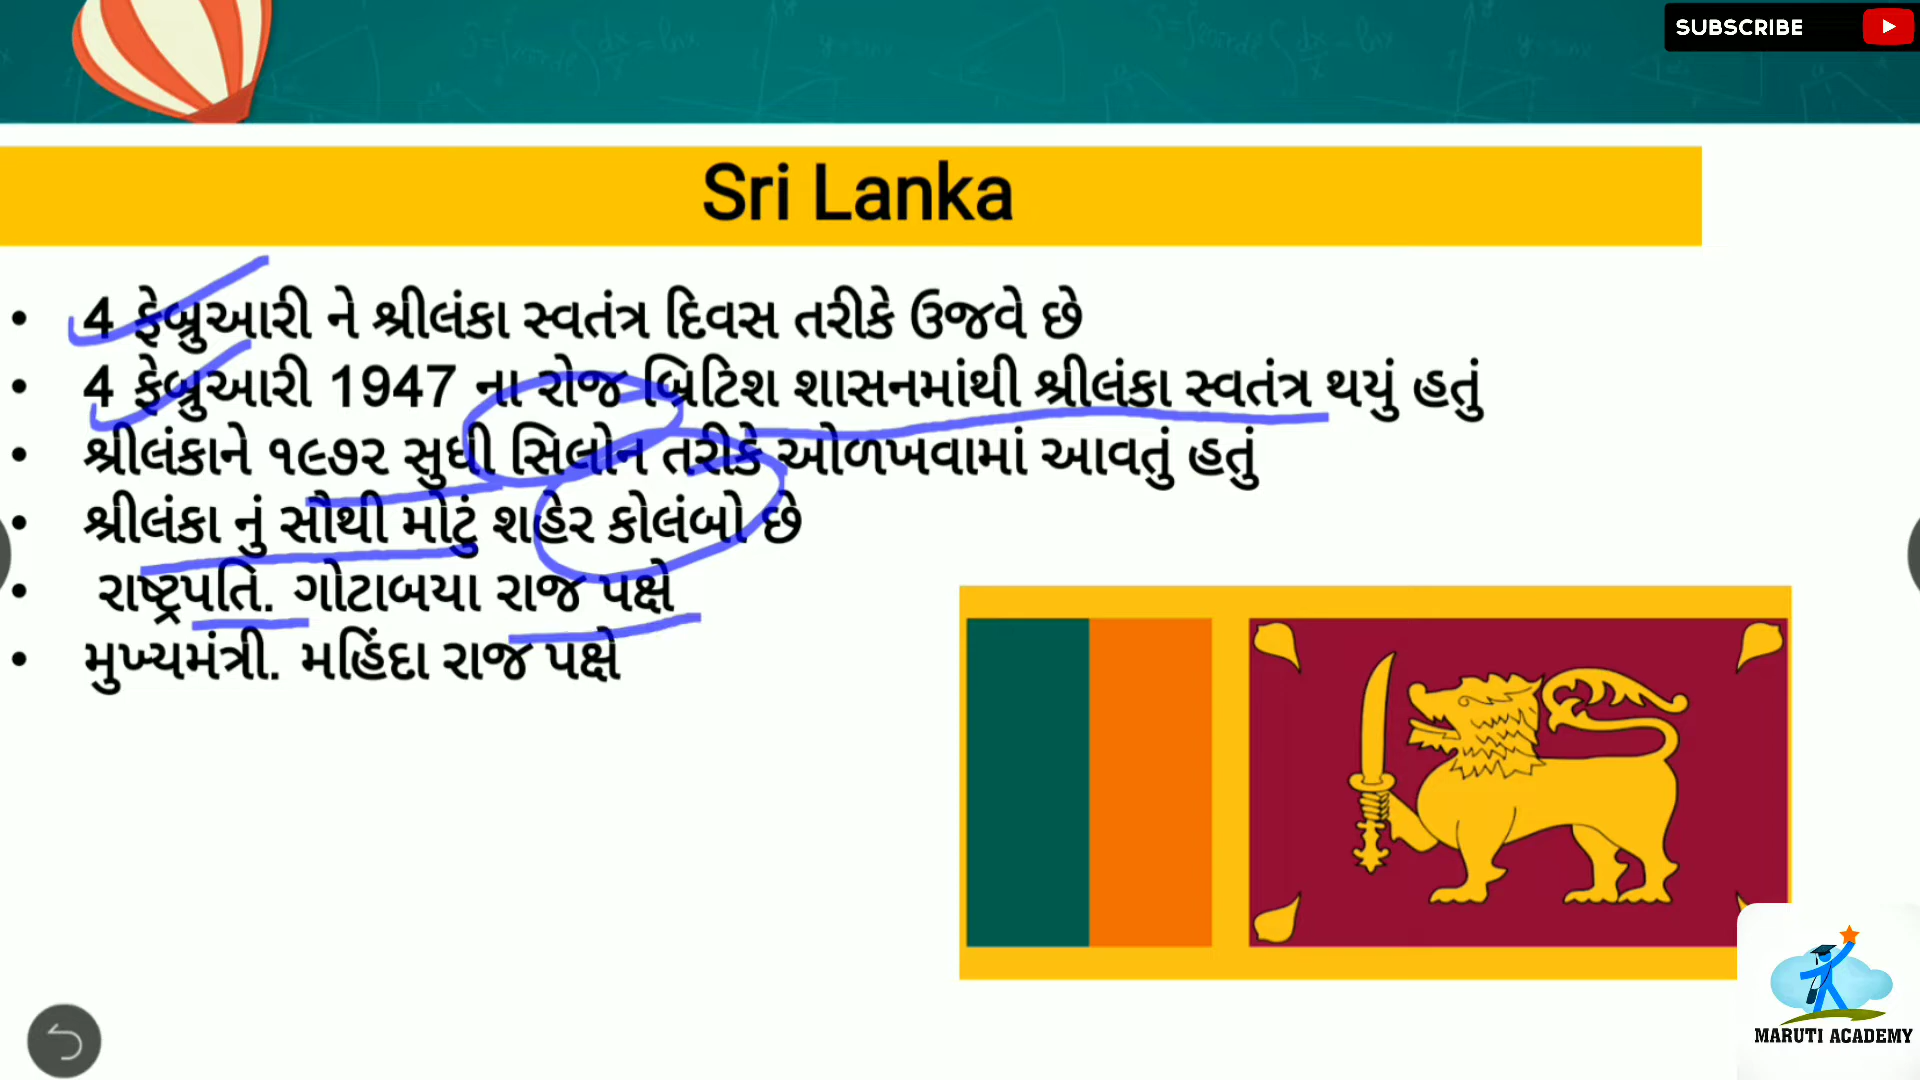 SUBSCRIBE
Sri Lanka
• 4 ફેબ્રુઆરી ને શ્રીલંકા સ્વતંત્ર દિવસ તરીકે ઉજવે છે
• 4 ફેબ્રુઆરી 1947 ના રોજ બ્રિટિશ શાસનમાંથી શ્રીલંકા સ્વતંત્ર થયું હતું
• શ્રીલંકાને ૧૯૭૨ સુધી સિલોન તરીકે ઓળખવામાં આવતું હતું
• શ્રીલંકા નું સૌથી મોટું શહેર કોલંબો છે
• રાષ્ટ્રપતિ. ગોટાબયા રાજ પક્ષે
• મુખ્યમંત્રી. મહિંદા રાજ પક્ષે
MARUTI ACADEMY